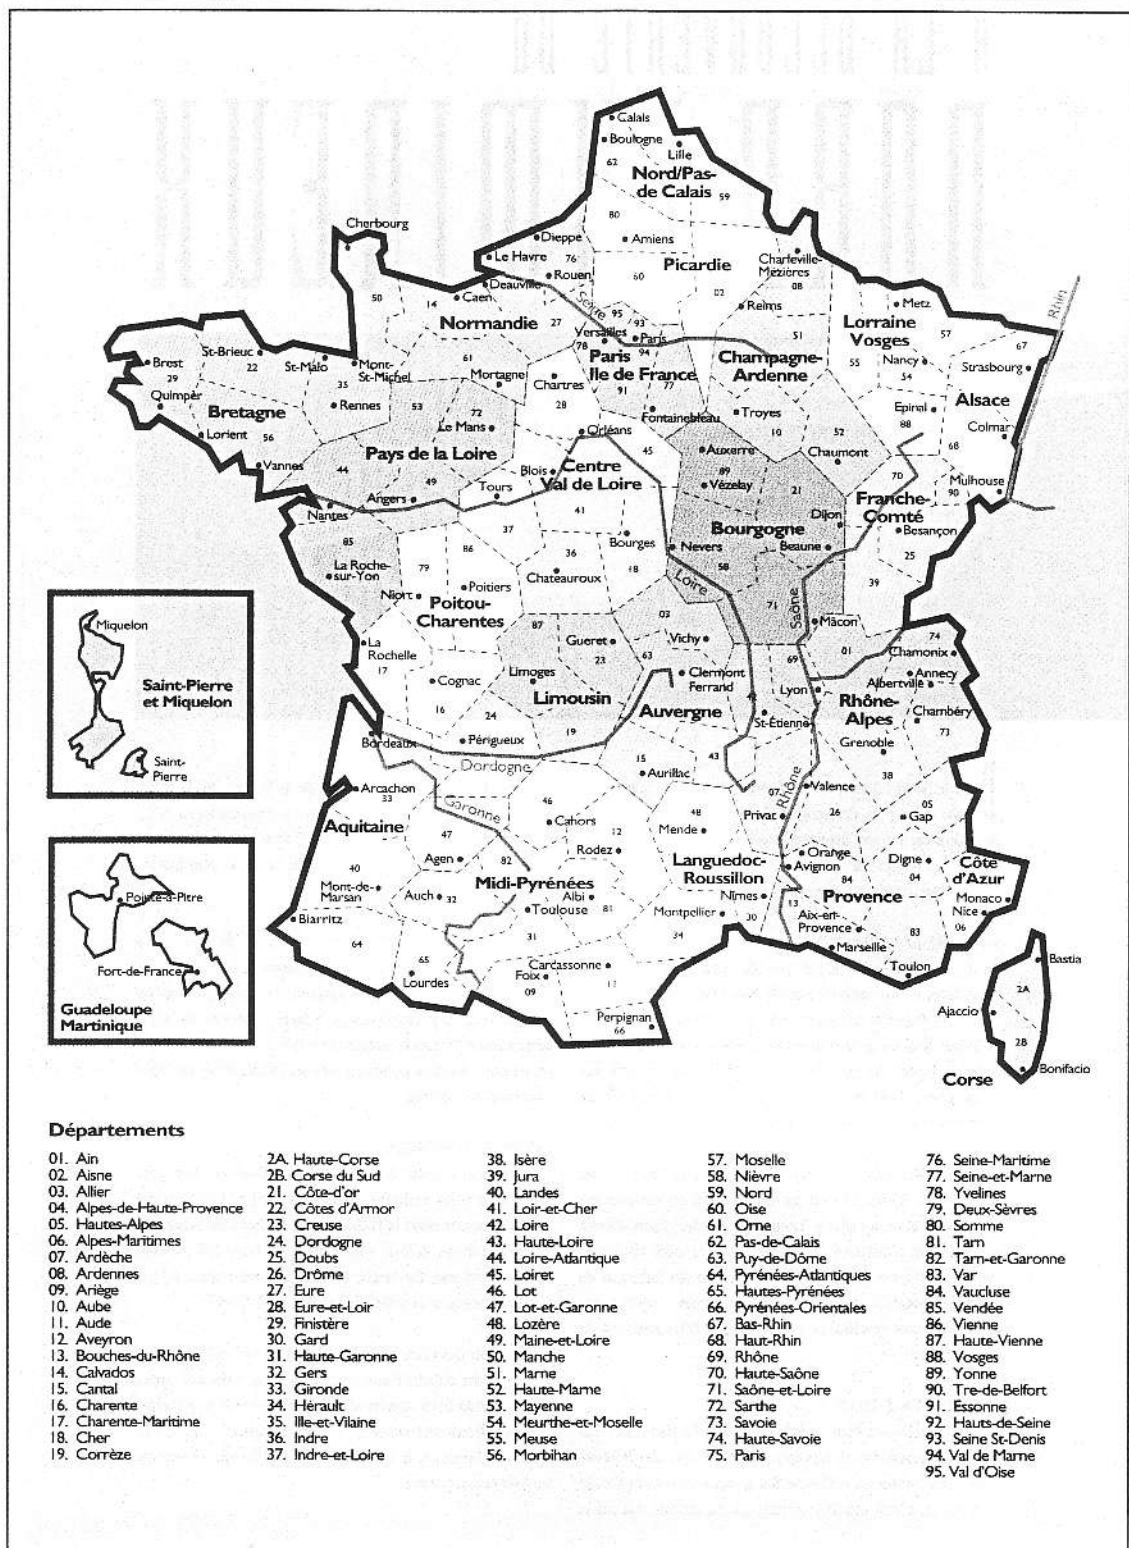 Calais
Boulogne
Lille
62
Nord/Pas-
de Calais
59
80
Amiens
Cherbourg
Dieppe
Le Havre
76
Rouen
60
Picardie
Charleville-
Mézières
08
02
Reims
Deauville
50
14
Caen
Seine
95
93
27
Normandie
Versailles
78
Paris
94
51
Metz
57
Rhin
Lorraine
Vosges
55
Nancy
54
67
Strasbourg
St-Brieuc
22
Brest
29
St-Malo
Mont-
St-Michel
61
Mortagne
Paris
Ile de France
Champagne-
Ardenne
77
91
Chartres
28
Quimper
Bretagne
35
Rennes
53
72
Le Mans
Fontainebleau
Troyes
10
52
Chaumont
Epinal
88
Alsace
Colmar
68
Lorient
56
Vannes
44
Pays de la Loire
49
Angers
Orléans
45
Centre
Val de Loire
Blois
Tours
Auxerre
89
Vézelay
21
70
Franche-
Comté
Mulhouse
90
Nantes
37
41
Bourges
Bourgogne
Dijon
Besançon
25
85
La Roche-
sur-Yon
79
86
36
Chateauroux
18
Nevers
58
Beaune
39
Niort
Poitiers
Poitou-
Charentes
Loire
71
Saône
Mâcon
La
Rochelle
17
87
Gueret
23
03
Vichy
63
01
69
74
Chamonix
Annecy
Albertville
Cognac
Limoges
Limousin
Clermont
Ferrand
42
Lyon
Rhône-
Alpes
Chambéry
73
16
24
19
Auvergne
St-Étienne
Grenoble
38
Bordeaux
Périgueux
Dordogne
15
Aurillac
43
07
Rhône
Valence
Arcachon
33
Garonne
46
Cahors
48
Mende
Privac
26
05
Gap
Aquitaine
47
Agen
12
Rodez
Languedoc-
Roussillon
Orange
Avignon
84
Digne
04
Côte
d'Azur
40
Mont-de-
Marsan
82
Midi-Pyrénées
Albi
81
Toulouse
Auch
32
Nîmes
30
Montpellier
13
Provence
Aix-en
Provence
Monaco
Nice
06
Biarritz
64
65
Lourdes
31
34
Marseille
83
Toulon
Carcassonne
11
Foix
09
Perpignan
66
Bastia
2A
Ajaccio
2B
Bonifacio
Corse
Miquelon
Saint-Pierre
et Miquelon
Saint-
Pierre
Pointe-à-Pitre
Fort-de-France
Guadeloupe
Martinique
Départements
01. Ain
02. Aisne
03. Allier
04. Alpes-de-Haute-Provence
05. Hautes-Alpes
06. Alpes-Maritimes
07. Ardèche
08. Ardennes
09. Ariège
10. Aube
11. Aude
12. Aveyron
13. Bouches-du-Rhône
14. Calvados
15. Cantal
16. Charente
17. Charente-Maritime
18. Cher
19. Corrèze
2A. Haute-Corse
2B. Corse du Sud
21. Côte-d'or
22. Côtes d'Armor
23. Creuse
24. Dordogne
25. Doubs
26. Drôme
27. Eure
28. Eure-et-Loir
29. Finistère
30. Gard
31. Haute-Garonne
32. Gers
33. Gironde
34. Hérault
35. Ille-et-Vilaine
36. Indre
37. Indre-et-Loire
38. Isère
39. Jura
40. Landes
41. Loir-et-Cher
42. Loire
43. Haute-Loire
44. Loire-Atlantique
45. Loiret
46. Lot
47. Lot-et-Garonne
48. Lozère
49. Maine-et-Loire
50. Manche
51. Marne
52. Haute-Marne
53. Mayenne
54. Meurthe-et-Moselle
55. Meuse
56. Morbihan
57. Moselle
58. Nièvre
59. Nord
60. Oise
61. Orne
62. Pas-de-Calais
63. Puy-de-Dôme
64. Pyrénées-Atlantiques
65. Hautes-Pyrénées
66. Pyrénées-Orientales
67. Bas-Rhin
68. Haut-Rhin
69. Rhône
70. Haute-Saône
71. Saône-et-Loire
72. Sarthe
73. Savoie
74. Haute-Savoie
75. Paris
76. Seine-Maritime
77. Seine-et-Marne
78. Yvelines
79. Deux-Sèvres
80. Somme
81. Tarn
82. Tarn-et-Garonne
83. Var
84. Vaucluse
85. Vendée
86. Vienne
87. Haute-Vienne
88. Vosges
89. Yonne
90. Tre-de-Belfort
91. Essonne
92. Hauts-de-Seine
93. Seine St-Denis
94. Val de Marne
95. Val d'Oise